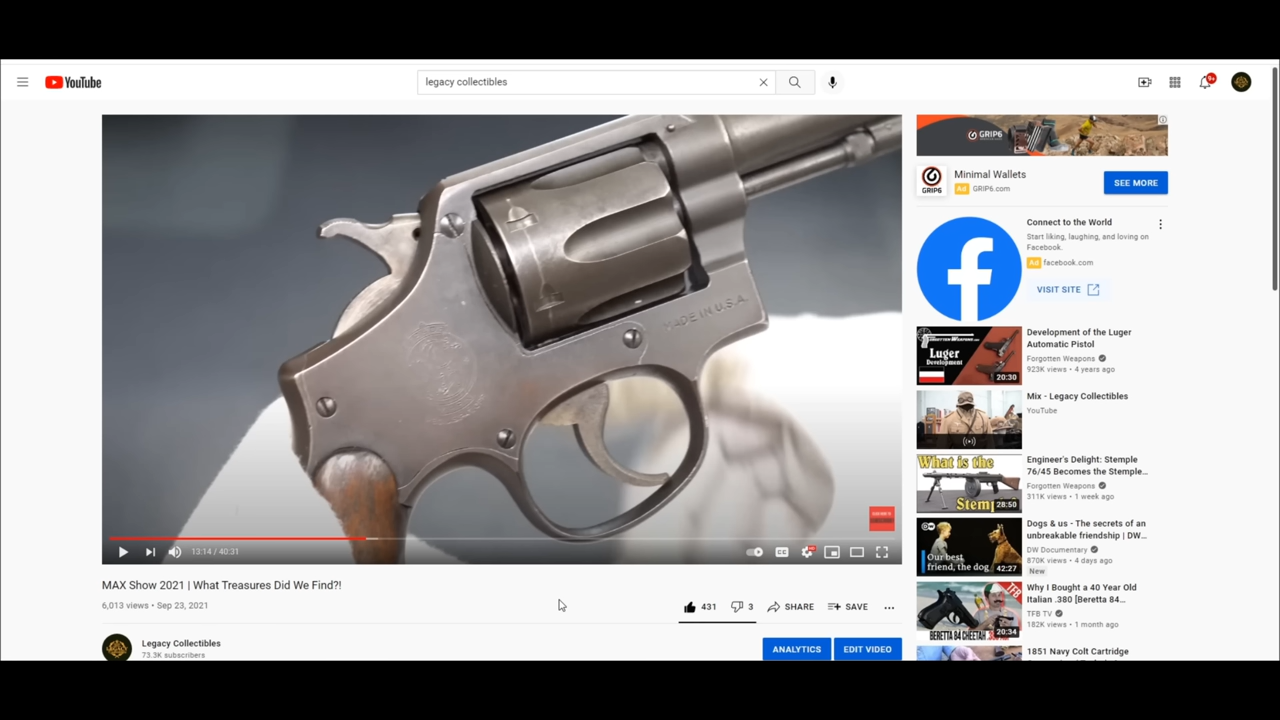 YouTube
legacy collectibles
9+
MADE IN U.S.A.
13:14 / 40:31
CC
MAX Show 2021 | What Treasures Did We Find?!
6,013 views • Sep 23, 2021
431
3
SHARE
SAVE
Legacy Collectibles
73.3K subscribers
ANALYTICS
EDIT VIDEO
GRIP6
GRIP6
Minimal Wallets
Ad GRIP6.com
SEE MORE
Connect to the World
Start liking, laughing, and loving on
Facebook.
Ad facebook.com
VISIT SITE
Luger
Development
20:30
Development of the Luger
Automatic Pistol
Forgotten Weapons
923K views • 4 years ago
Mix - Legacy Collectibles
YouTube
What is the
Stem
28:50
Engineer's Delight: Stemple
76/45 Becomes the Stemple…
Forgotten Weapons
311K views • 1 week ago
Our best
friend, the dog
42:27
Dogs & us - The secrets of an
unbreakable friendship | DW…
DW Documentary
870K views • 4 days ago
New
TFB
BERETTA 84 CHEETAH .380
20:34
Why I Bought a 40 Year Old
Italian .380 [Beretta 84…
TFB TV
182K views • 1 month ago
1851 Navy Colt Cartridge